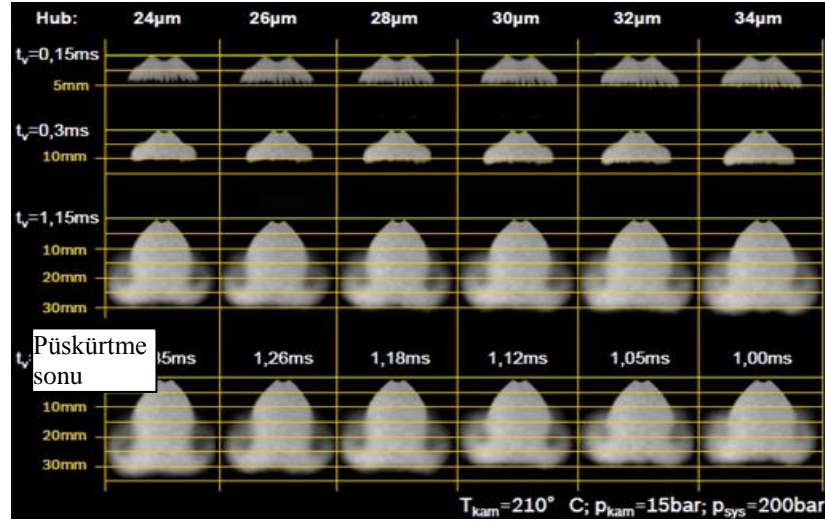 Hub: 24µm 26µm 28µm 30µm 32µm 34µm
tᵥ=0,15ms
5mm
tᵥ=0,3ms
10mm
tᵥ=1,15ms
10mm
20mm
30mm
Püskürtme
sonu
tᵥ= 35ms 1,26ms 1,18ms 1,12ms 1,05ms 1,00ms
10mm
20mm
30mm
Tkam=210° C; pkam=15bar; psys=200bar